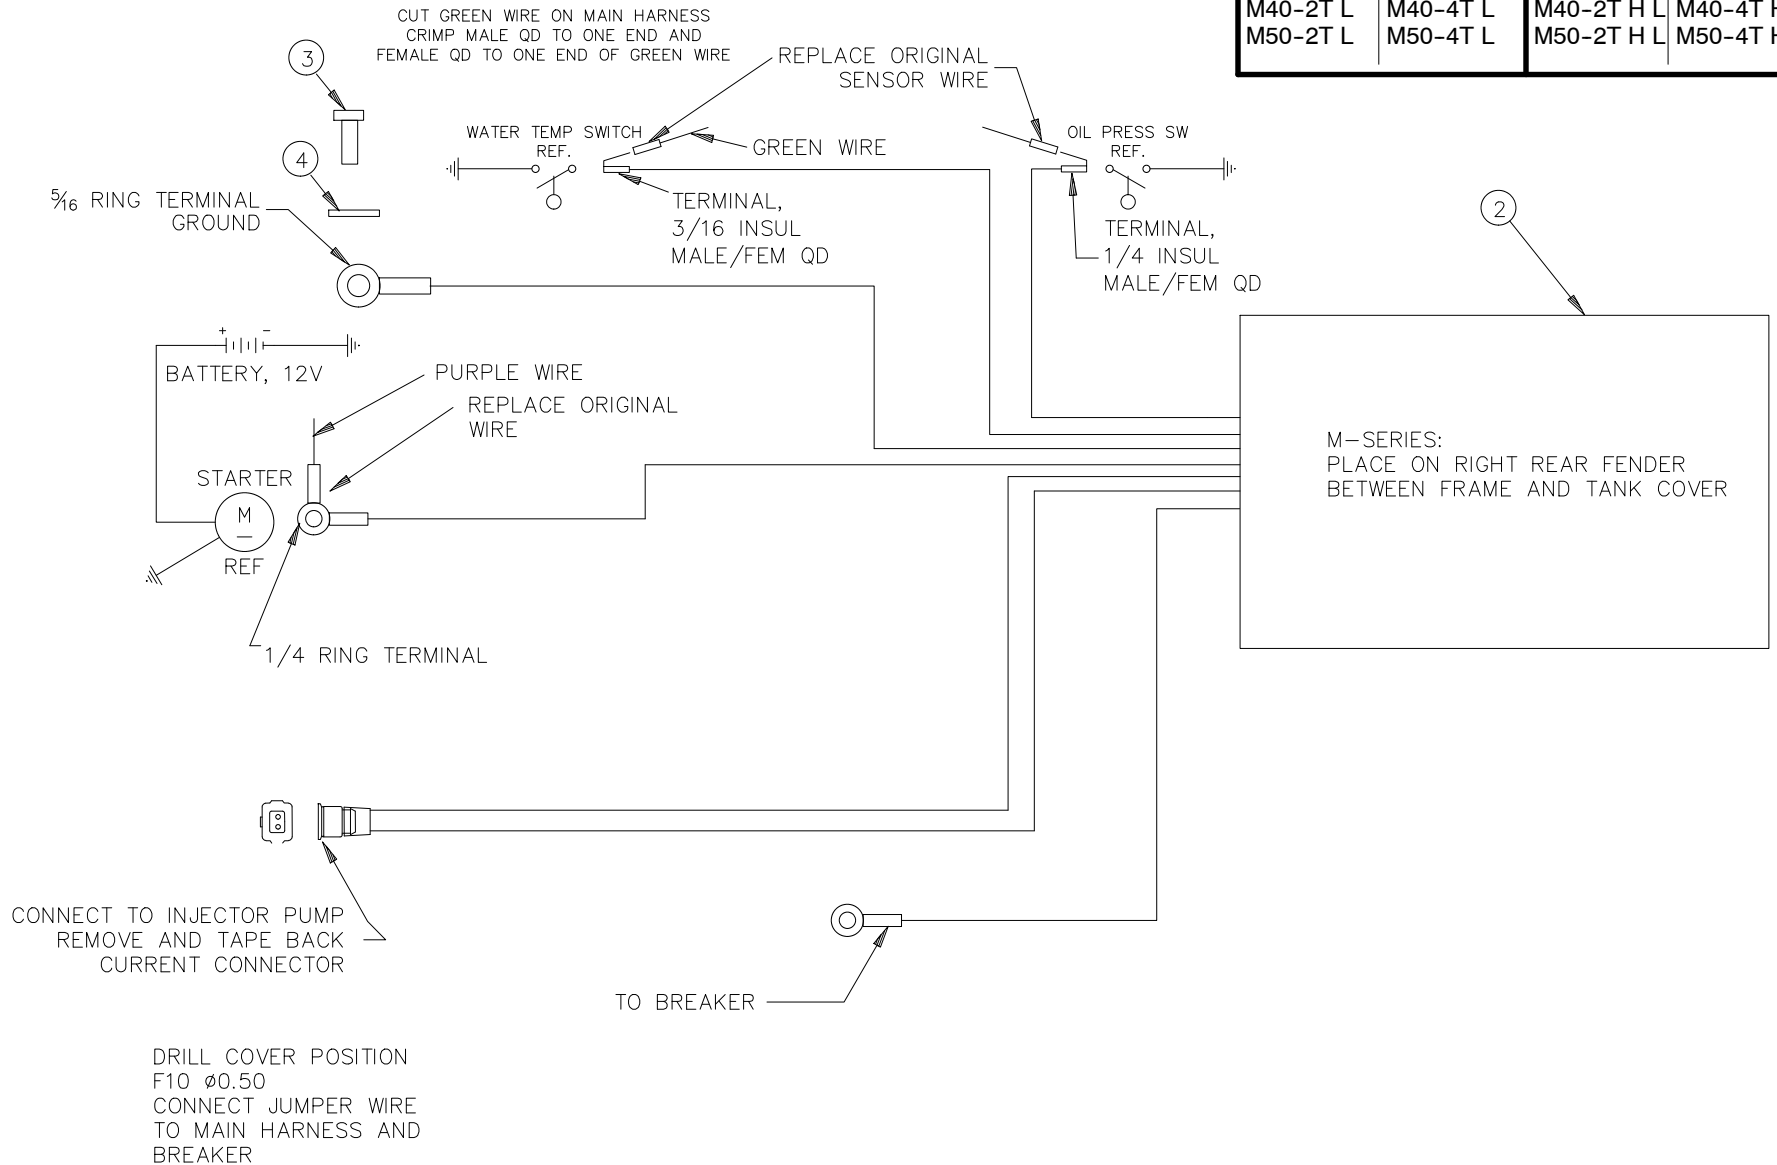 M40-2T L M40-4T L M40-2T H L M40-4T H
M50-2T L M50-4T L M50-2T H L M50-4T H
CUT GREEN WIRE ON MAIN HARNESS
CRIMP MALE QD TO ONE END AND
FEMALE QD TO ONE END OF GREEN WIRE
3
REPLACE ORIGINAL
SENSOR WIRE
WATER TEMP SWITCH
REF.
GREEN WIRE
OIL PRESS SW
REF.
4
5/16 RING TERMINAL
GROUND
TERMINAL,
3/16 INSUL
MALE/FEM QD
TERMINAL,
1/4 INSUL
MALE/FEM QD
2
+ −
BATTERY, 12V
PURPLE WIRE
REPLACE ORIGINAL
WIRE
STARTER
M
REF
1/4 RING TERMINAL
M-SERIES:
PLACE ON RIGHT REAR FENDER
BETWEEN FRAME AND TANK COVER
CONNECT TO INJECTOR PUMP
REMOVE AND TAPE BACK
CURRENT CONNECTOR
TO BREAKER
DRILL COVER POSITION
F10 ø0.50
CONNECT JUMPER WIRE
TO MAIN HARNESS AND
BREAKER